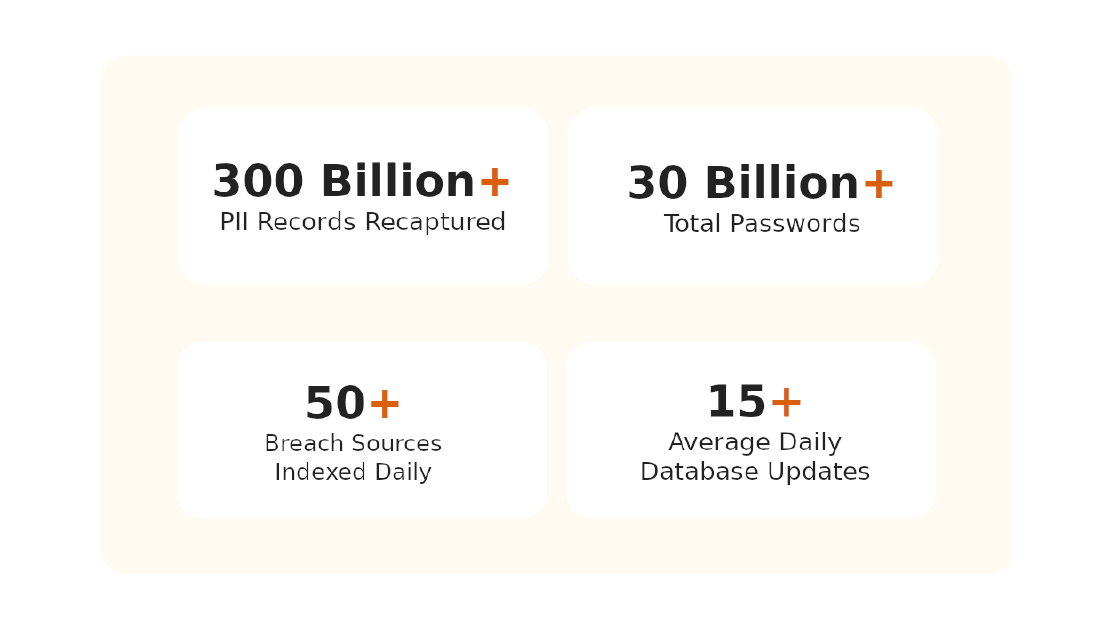 300 Billion+
PII Records Recaptured
30 Billion+
Total Passwords
50+
Breach Sources
Indexed Daily
15+
Average Daily
Database Updates